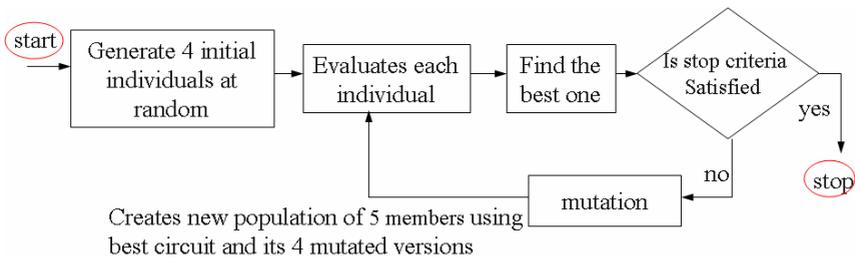 start
Generate 4 initial
individuals at
random
Evaluates each
individual
Find the
best one
Is stop criteria
Satisfied
yes
stop
no
mutation
Creates new population of 5 members using
best circuit and its 4 mutated versions